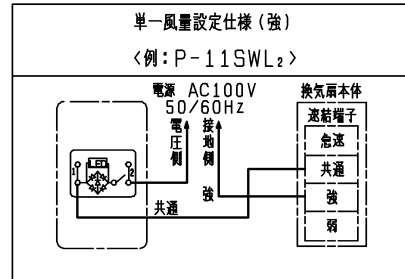 単一風量設定仕様(強)
〈例:P-11SWL₂〉
電源 AC100V
50/60Hz
換気扇本体
速結端子
電圧側
接地側
急速
共通
強
弱
LED
1
2
強
共通